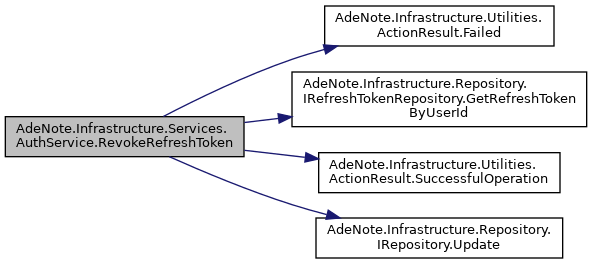 AdeNote.Infrastructure.Services.
AuthService.RevokeRefreshToken
AdeNote.Infrastructure.Utilities.
ActionResult.Failed
AdeNote.Infrastructure.Repository.
IRefreshTokenRepository.GetRefreshToken
ByUserId
AdeNote.Infrastructure.Utilities.
ActionResult.SuccessfulOperation
AdeNote.Infrastructure.Repository.
IRepository.Update